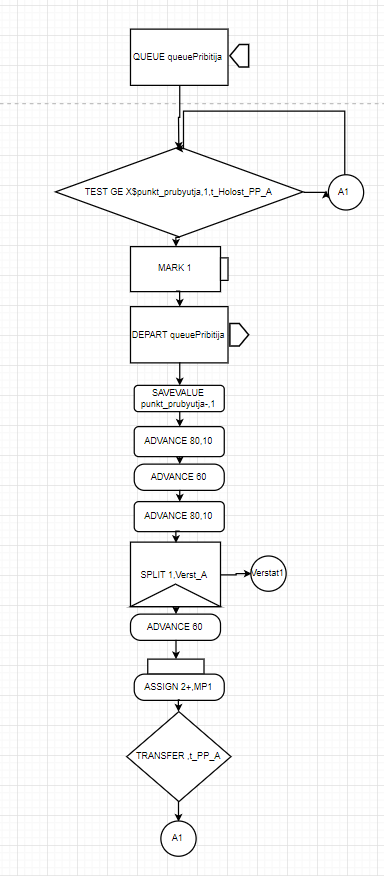 QUEUE queuePribitija
TEST GE X$punkt_prubyutja,1,t_Holost_PP_A
A1
MARK 1
DEPART queuePribitija
SAVEVALUE
punkt_prubyutja-,1
ADVANCE 80,10
ADVANCE 60
ADVANCE 80,10
SPLIT 1,Verst_A
Verstat1
ADVANCE 60
ASSIGN 2+,MP1
TRANSFER ,t_PP_A
A1